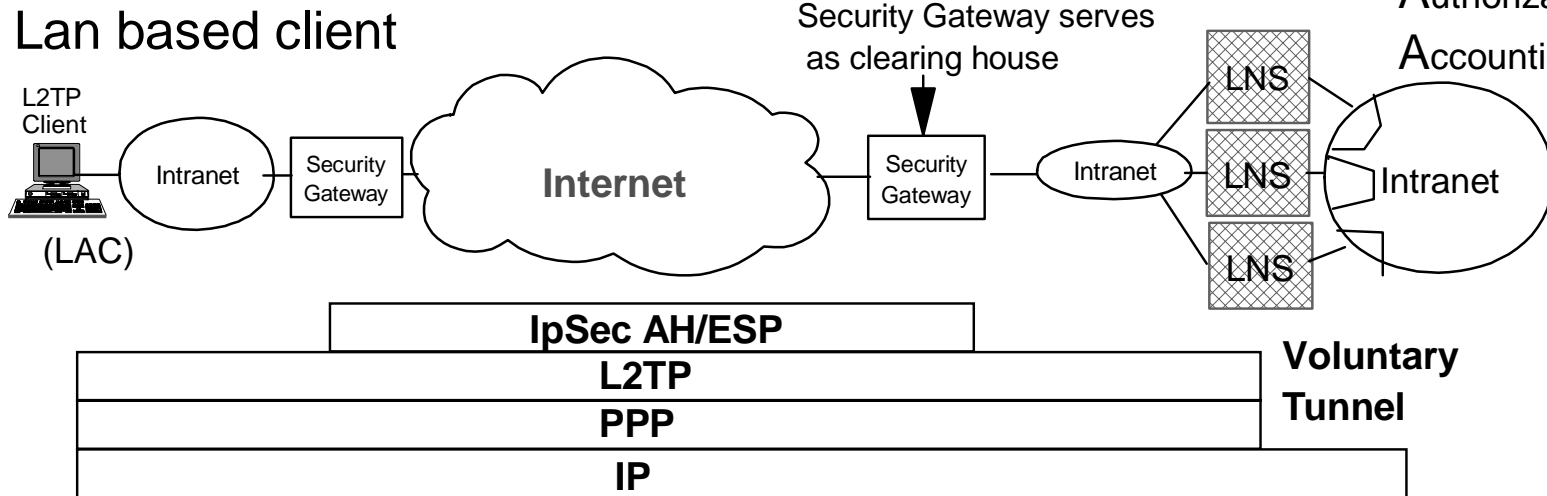 Lan based client
Security Gateway serves
as clearing house
Accounti
L2TP
Client
(LAC)
Intranet
Security
Gateway
Internet
Security
Gateway
Intranet
LNS
LNS
LNS
Intranet
IpSec AH/ESP
L2TP
PPP
IP
Voluntary
Tunnel